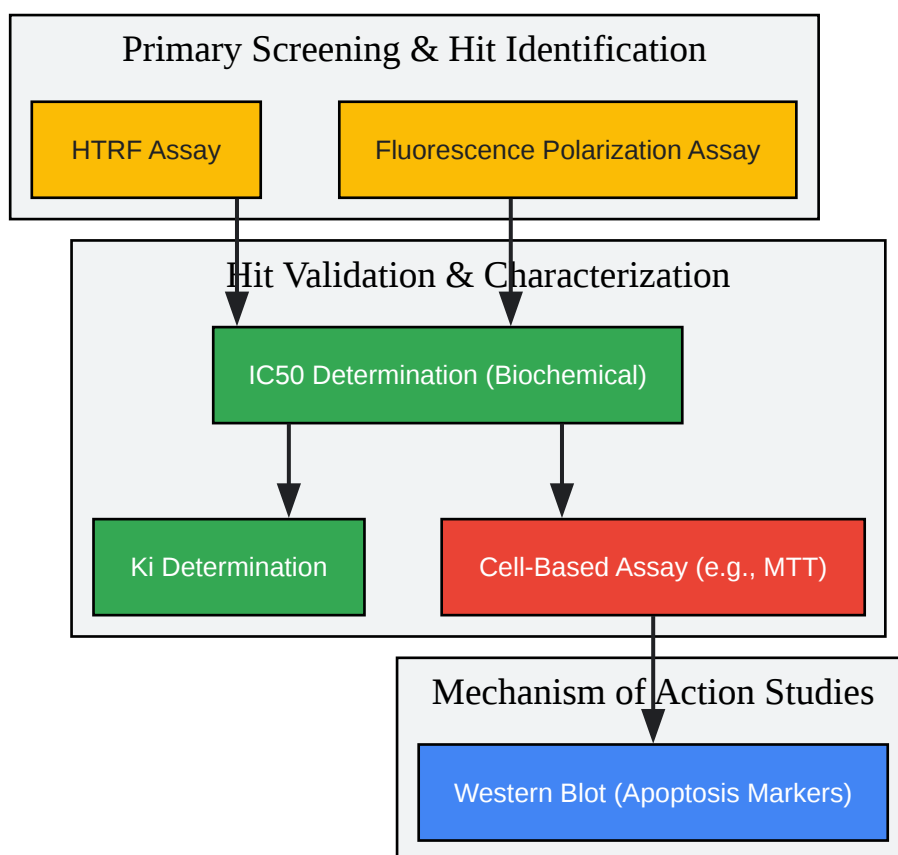 Primary Screening & Hit Identification
HTRF Assay
Fluorescence Polarization Assay
Hit Validation & Characterization
IC50 Determination (Biochemical)
Ki Determination
Cell-Based Assay (e.g., MTT)
Mechanism of Action Studies
Western Blot (Apoptosis Markers)